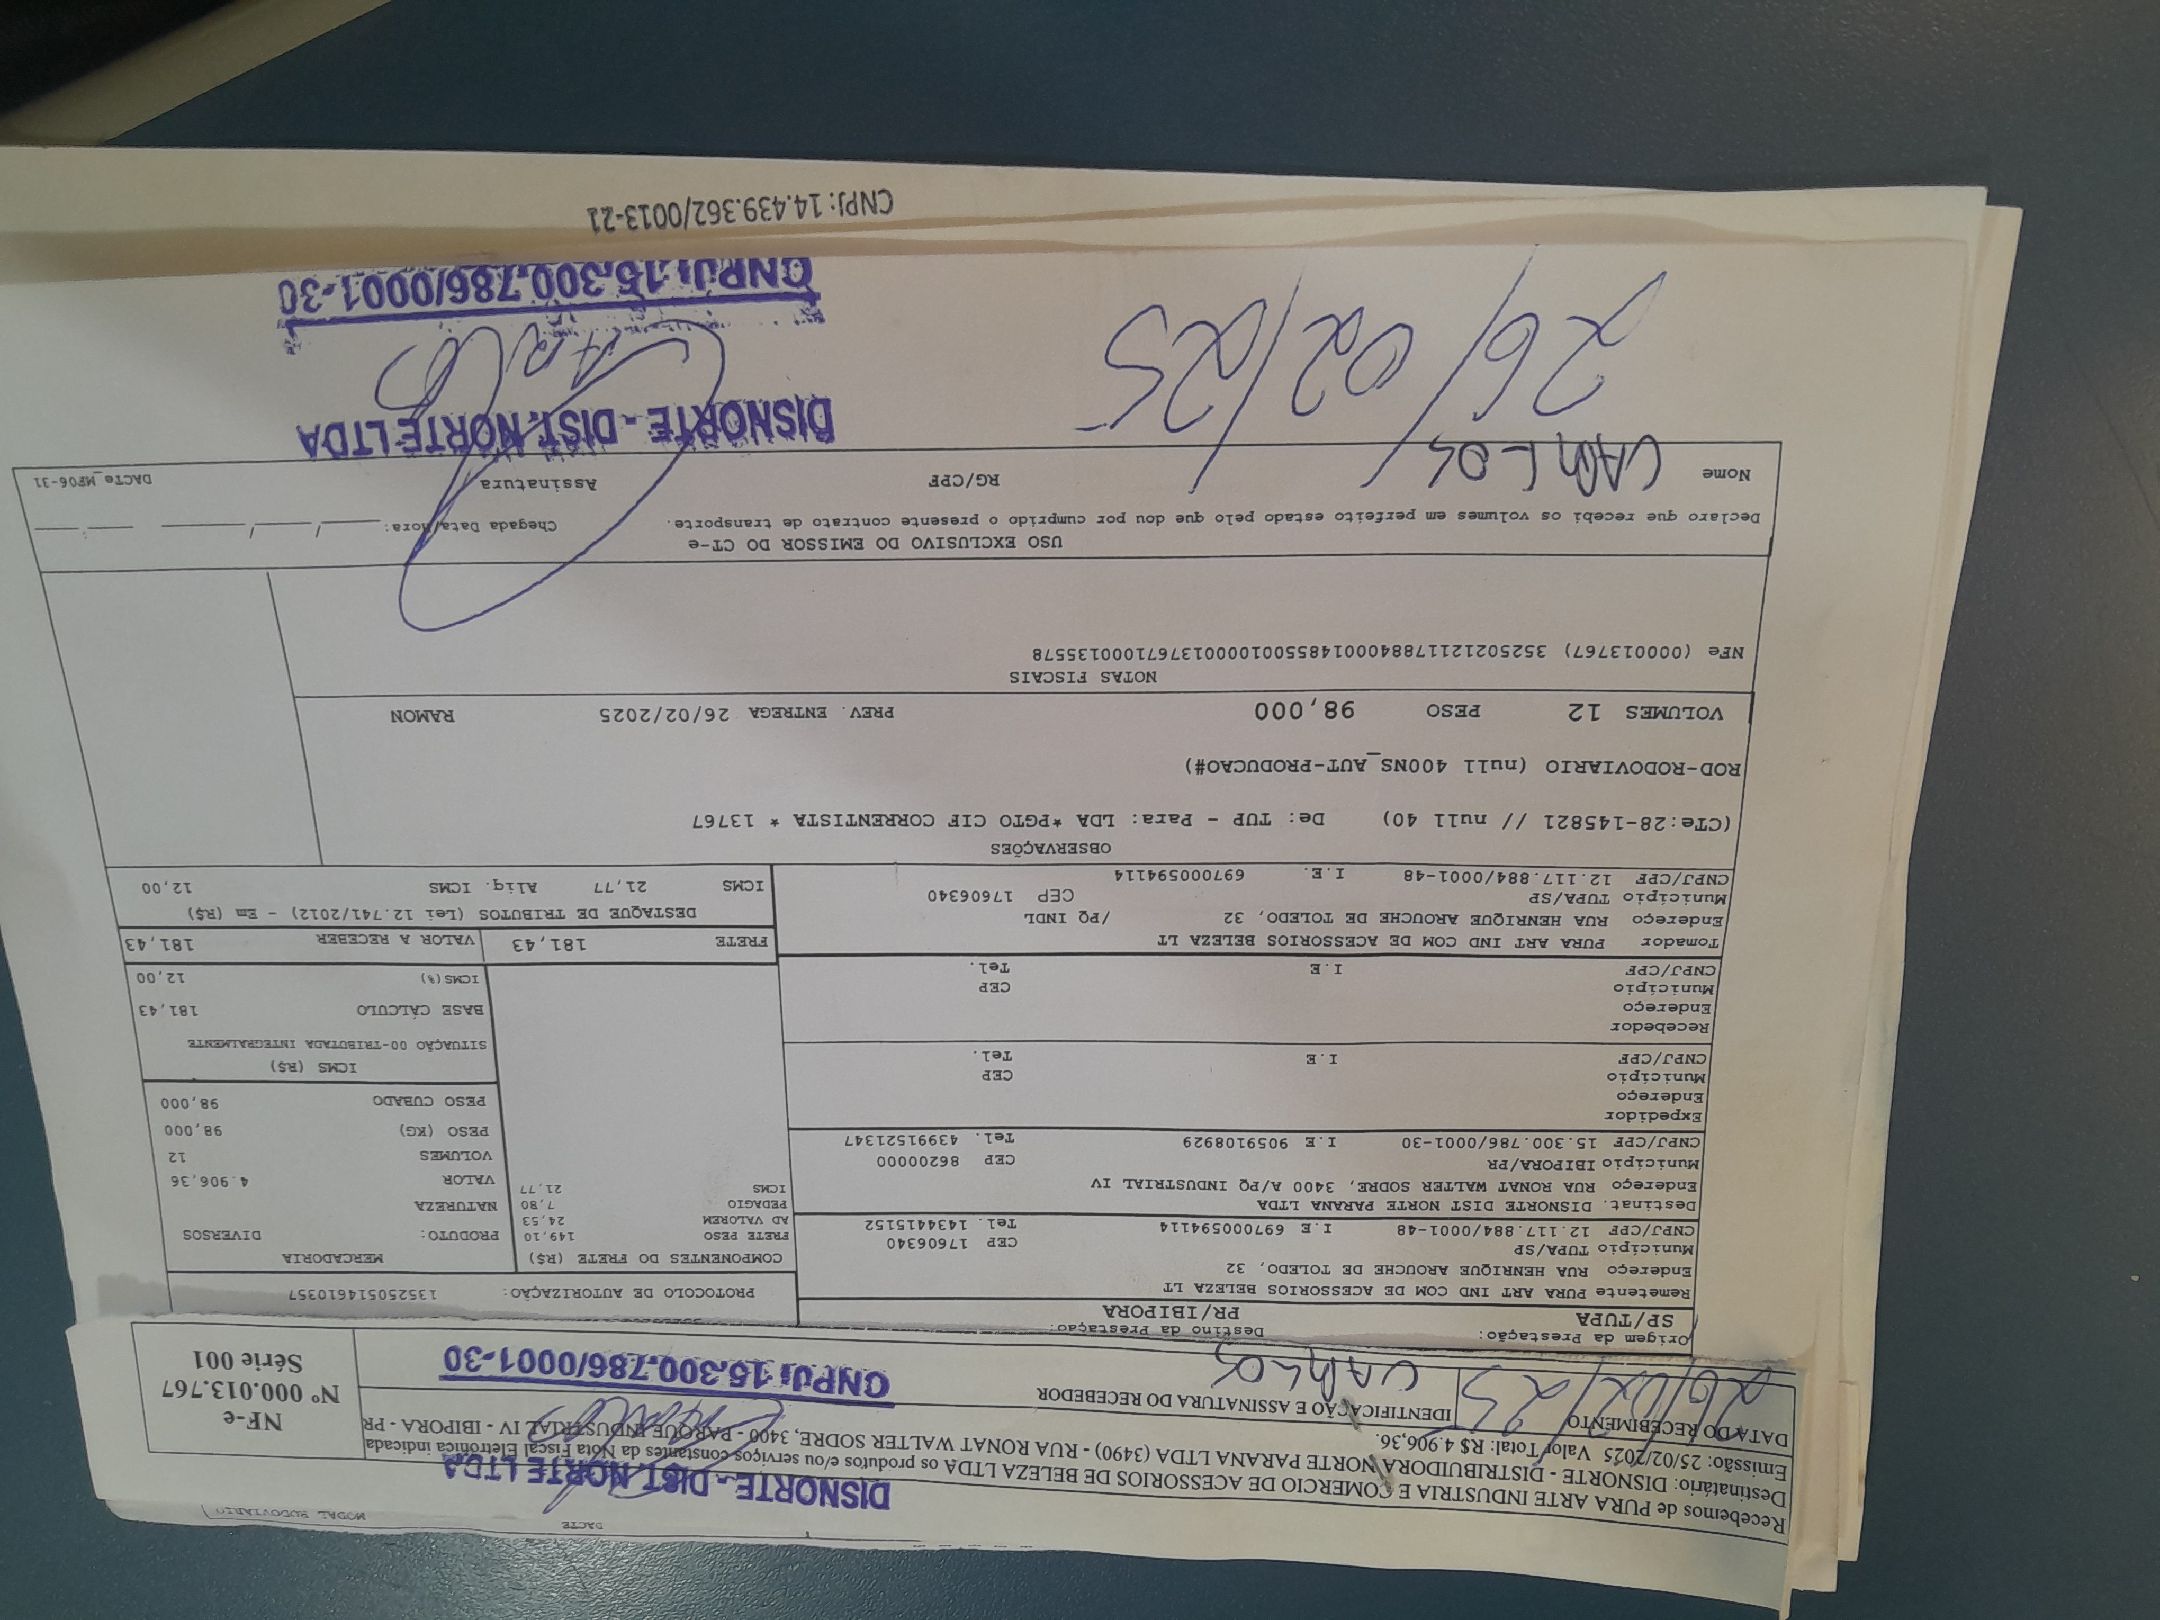 DACTE
MODAL RODOVIARIO
Recebemos de PURA ARTE INDUSTRIA E COMERCIO DE ACESSORIOS DE BELEZA LTDA os produtos e/ou serviços constantes da Nota Fiscal Eletrônica indicada
Destinatário: DISNORTE - DISTRIBUIDORA NORTE PARANA LTDA (3490) - RUA RONAT WALTER SODRE, 3400 - PARQUE INDUSTRIAL IV - IBIPORA - PR
Emissão: 25/02/2025 Valor Total: R$ 4.906,36.
DISNORTE - DIST. NORTE LTDA
DATA DO RECEBIMENTO
26/02/25
IDENTIFICAÇÃO E ASSINATURA DO RECEBEDOR
CARLOS
CNPJ: 15.300.786/0001-30
NF-e
Nº 000.013.767
Série 001
Origem da Prestação:
SP/TUPA
Destino da Prestação:
PR/IBIPORA
PROTOCOLO DE AUTORIZAÇÃO: 135250514610357
Remetente PURA ART IND COM DE ACESSORIOS BELEZA LT
Endereço RUA HENRIQUE AROUCHE DE TOLEDO, 32
Município TUPA/SP CEP 17606340
CNPJ/CPF 12.117.884/0001-48 I.E 697000594114 Tel. 1434415152
Destinat. DISNORTE DIST NORTE PARANA LTDA
Endereço RUA RONAT WALTER SODRE, 3400 A/PQ INDUSTRIAL IV
Município IBIPORA/PR CEP 86200000
CNPJ/CPF 15.300.786/0001-30 I.E 9059108929 Tel. 43991521347
Expedidor
Endereço
Município CEP
CNPJ/CPF I.E Tel.
Recebedor
Endereço
Município CEP
CNPJ/CPF I.E Tel.
Tomador PURA ART IND COM DE ACESSORIOS BELEZA LT
Endereço RUA HENRIQUE AROUCHE DE TOLEDO, 32 /PQ INDL
Município TUPA/SP CEP 17606340
CNPJ/CPF 12.117.884/0001-48 I.E. 697000594114
COMPONENTES DO FRETE (R$)
FRETE PESO 149,10
AD VALOREM 24,53
PEDAGIO 7,80
ICMS 21,77
MERCADORIA
PRODUTO: DIVERSOS
NATUREZA
VALOR 4.906,36
VOLUMES 12
PESO (KG) 98,000
PESO CUBADO 98,000
ICMS (R$)
SITUAÇÃO 00-TRIBUTADA INTEGRALMENTE
BASE CÁLCULO 181,43
ICMS(%) 12,00
FRETE 181,43 VALOR A RECEBER 181,43
DESTAQUE DE TRIBUTOS (Lei 12.741/2012) - Em (R$)
ICMS 21,77 Aliq. ICMS 12,00
OBSERVAÇÕES
(CTe:28-145821 // null 40) De: TUP - Para: LDA *PGTO CIF CORRENTISTA * 13767
ROD-RODOVIARIO (null 400NS_AUT-PRODUCAO#)
VOLUMES 12 PESO 98,000 PREV. ENTREGA 26/02/2025 RAMON
NOTAS FISCAIS
NFe (000013767) 35250212117884000148550010000137671000135578
USO EXCLUSIVO DO EMISSOR DO CT-e
Declaro que recebi os volumes em perfeito estado pelo que dou por cumprido o presente contrato de transporte. Chegada Data/Hora: ____/____/____ ____:____
Nome CARLOS RG/CPF Assinatura DACTe_MF06-31
26/02/25
DISNORTE - DIST. NORTE LTDA
Carlos
CNPJ: 15.300.786/0001-30
CNPJ: 14.439.362/0013-21